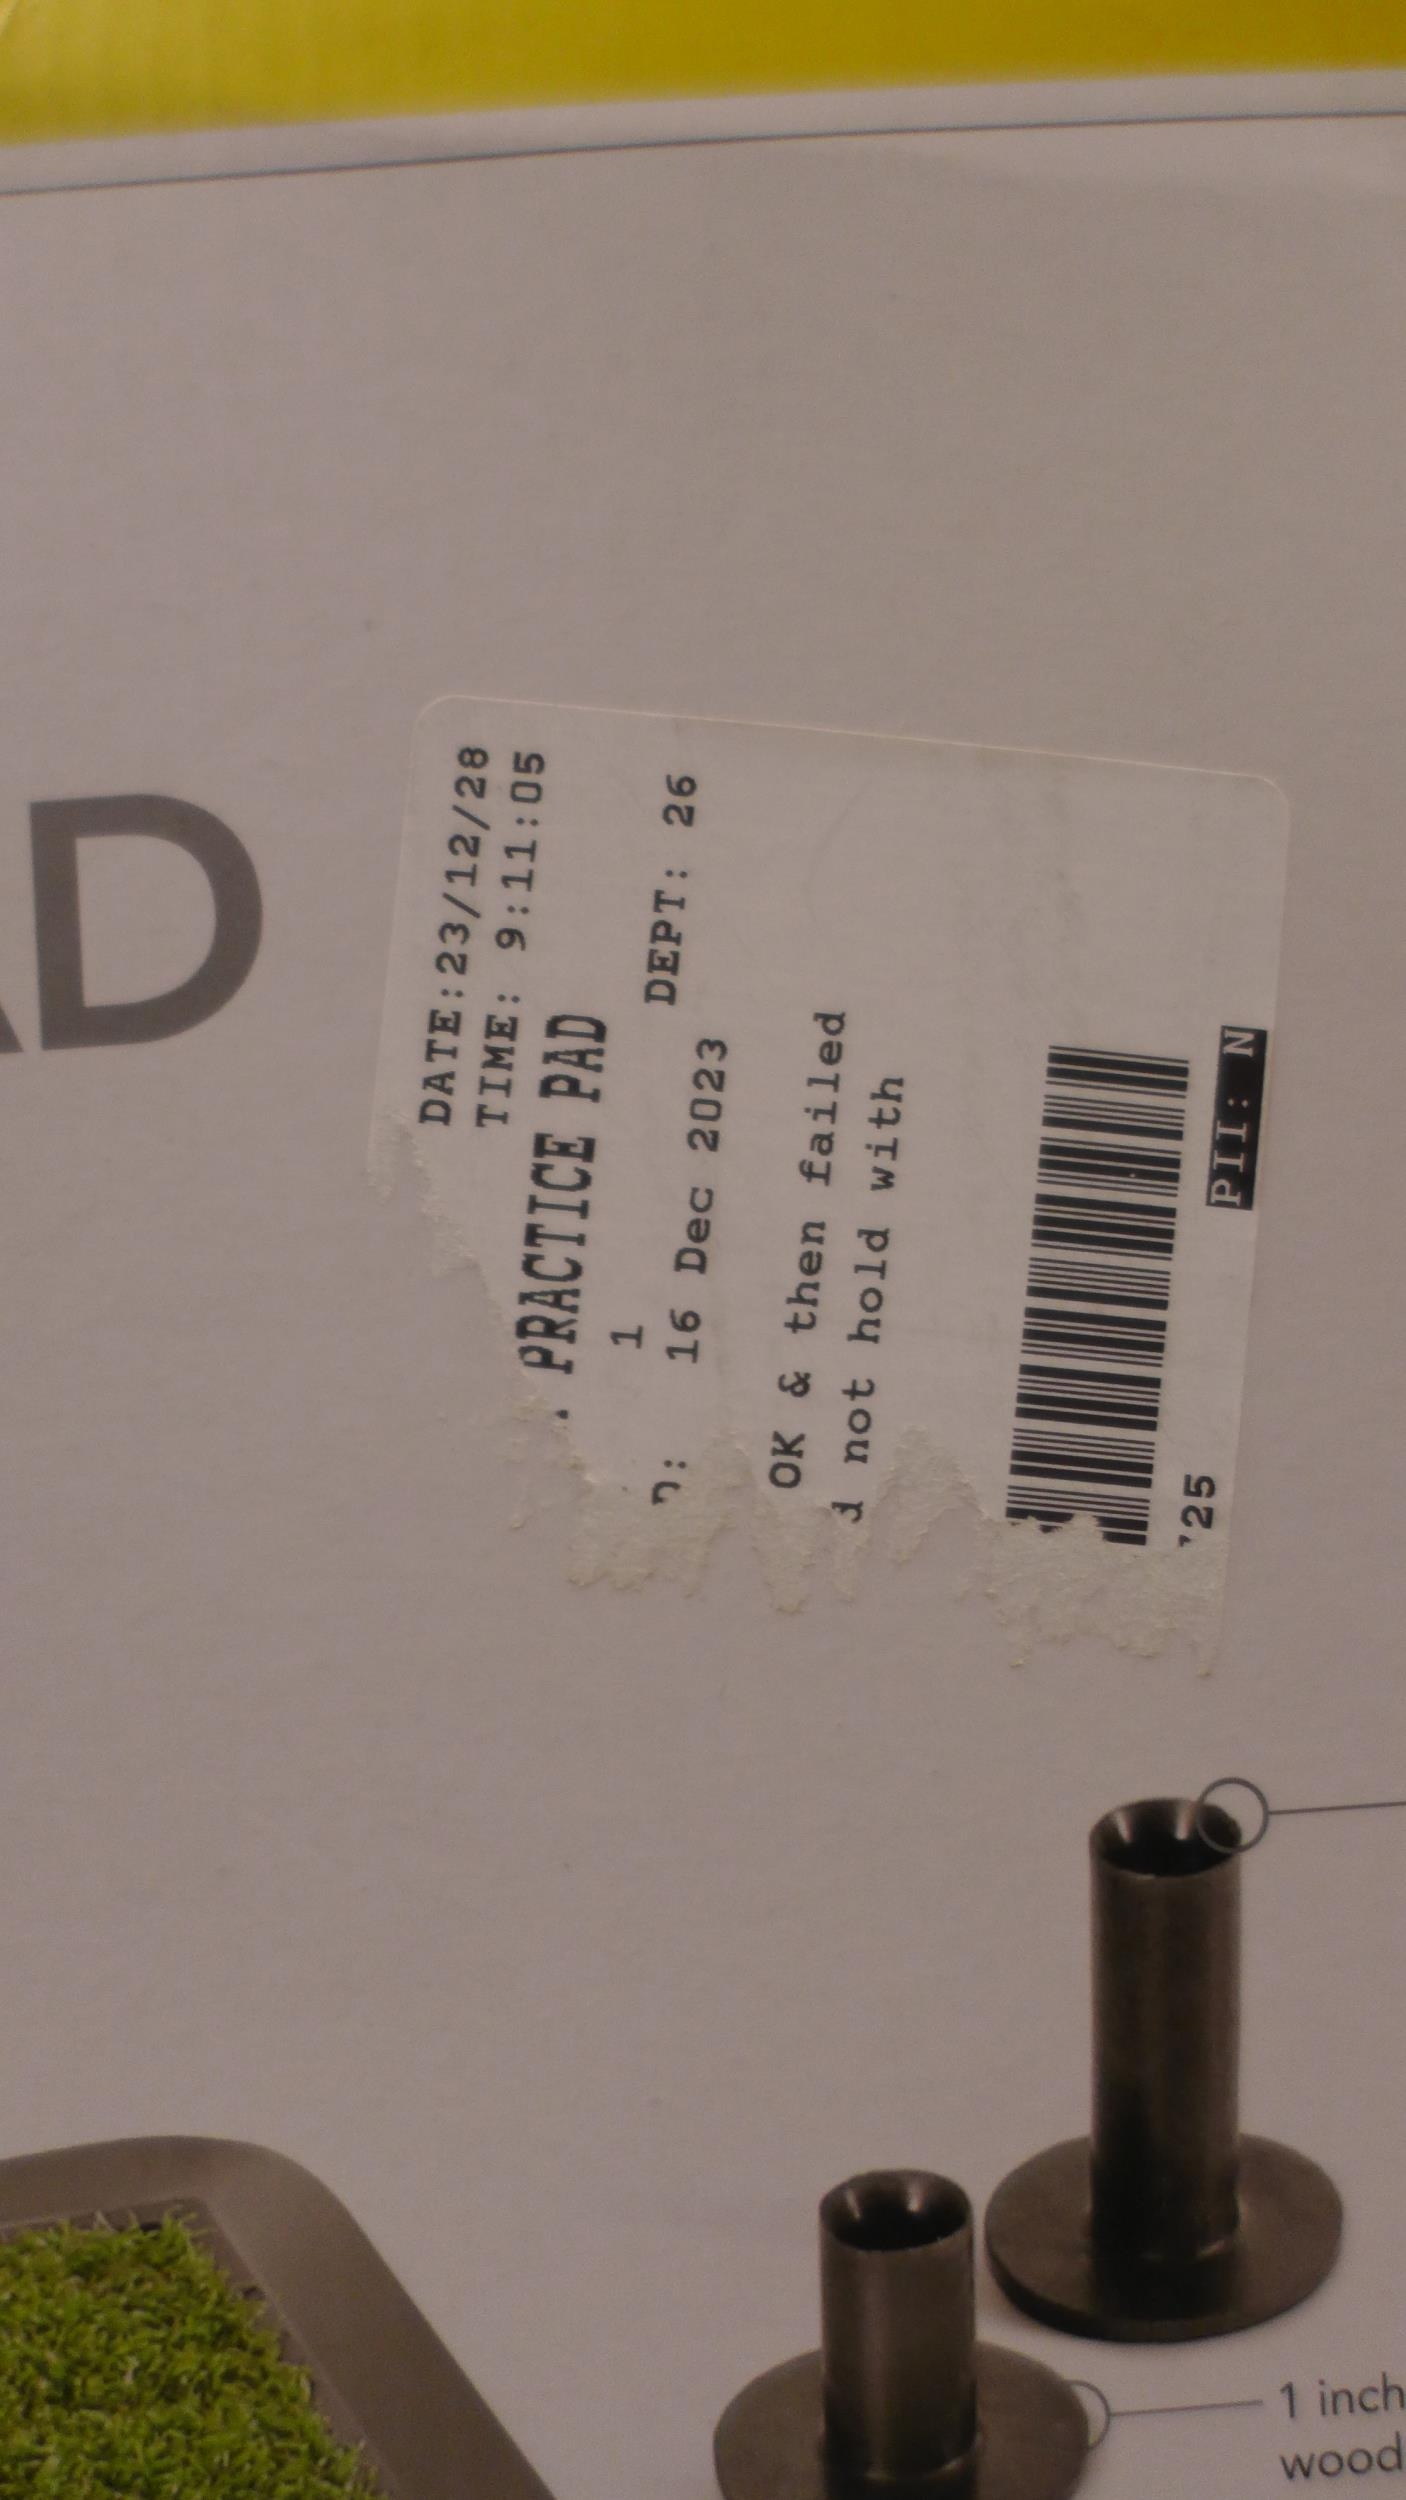 AD
DATE:23/12/28
TIME: 9:11:05
. PRACTICE PAD
1
DEPT: 26
: 16 Dec 2023
OK & then failed
d not hold with
25
PII: N
1 inch
wood